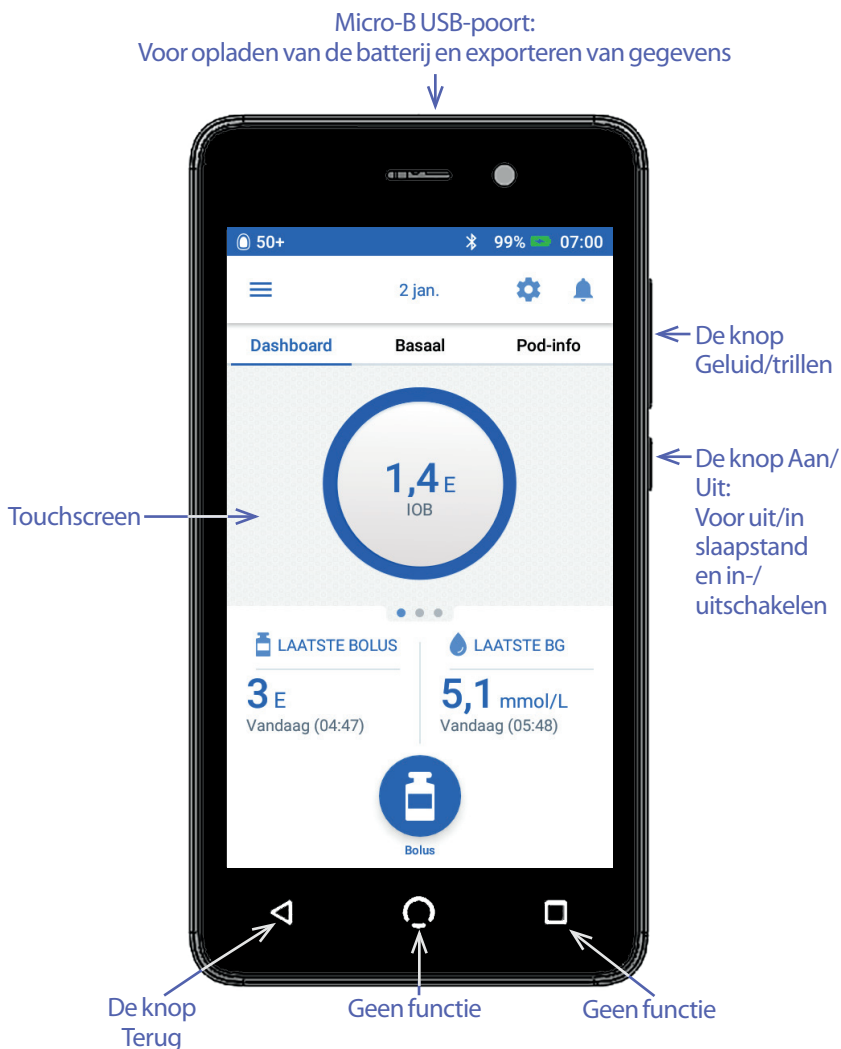 Micro-B USB-poort:
Voor opladen van de batterij en exporteren van gegevens
50+ 99% 07:00
2 jan.
Dashboard Basaal Pod-info
De knop
Geluid/trillen
1,4 E
IOB
De knop Aan/
Uit:
Voor uit/in
slaapstand
en in-/
uitschakelen
Touchscreen
LAATSTE BOLUS LAATSTE BG
3 E 5,1 mmol/L
Vandaag (04:47) Vandaag (05:48)
Bolus
De knop
Terug
Geen functie
Geen functie